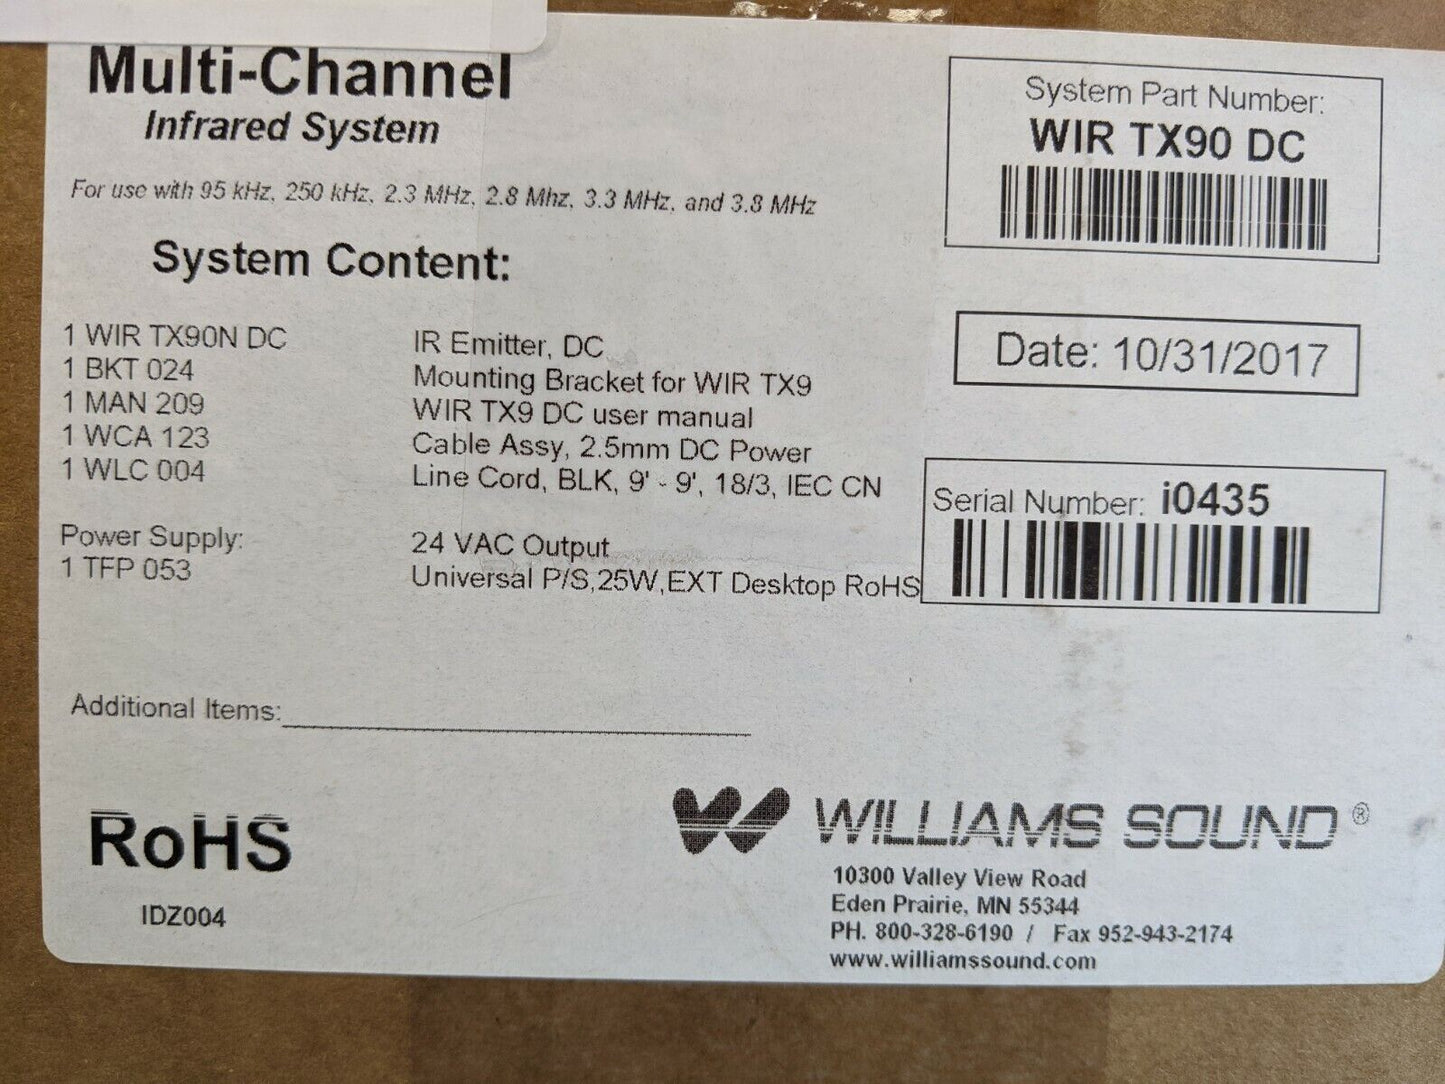 Multi-Channel
Infrared System
For use with 95 kHz, 250 kHz, 2.3 MHz, 2.8 Mhz, 3.3 MHz, and 3.8 MHz
System Content:
1 WIR TX90N DC IR Emitter, DC
1 BKT 024 Mounting Bracket for WIR TX9
1 MAN 209 WIR TX9 DC user manual
1 WCA 123 Cable Assy, 2.5mm DC Power
1 WLC 004 Line Cord, BLK, 9' - 9', 18/3, IEC CN
Power Supply: 24 VAC Output
1 TFP 053 Universal P/S,25W,EXT Desktop RoHS
Additional Items:
System Part Number:
WIR TX90 DC
Date: 10/31/2017
Serial Number: i0435
RoHS
IDZ004
WILLIAMS SOUND ®
10300 Valley View Road
Eden Prairie, MN 55344
PH. 800-328-6190 / Fax 952-943-2174
www.williamssound.com